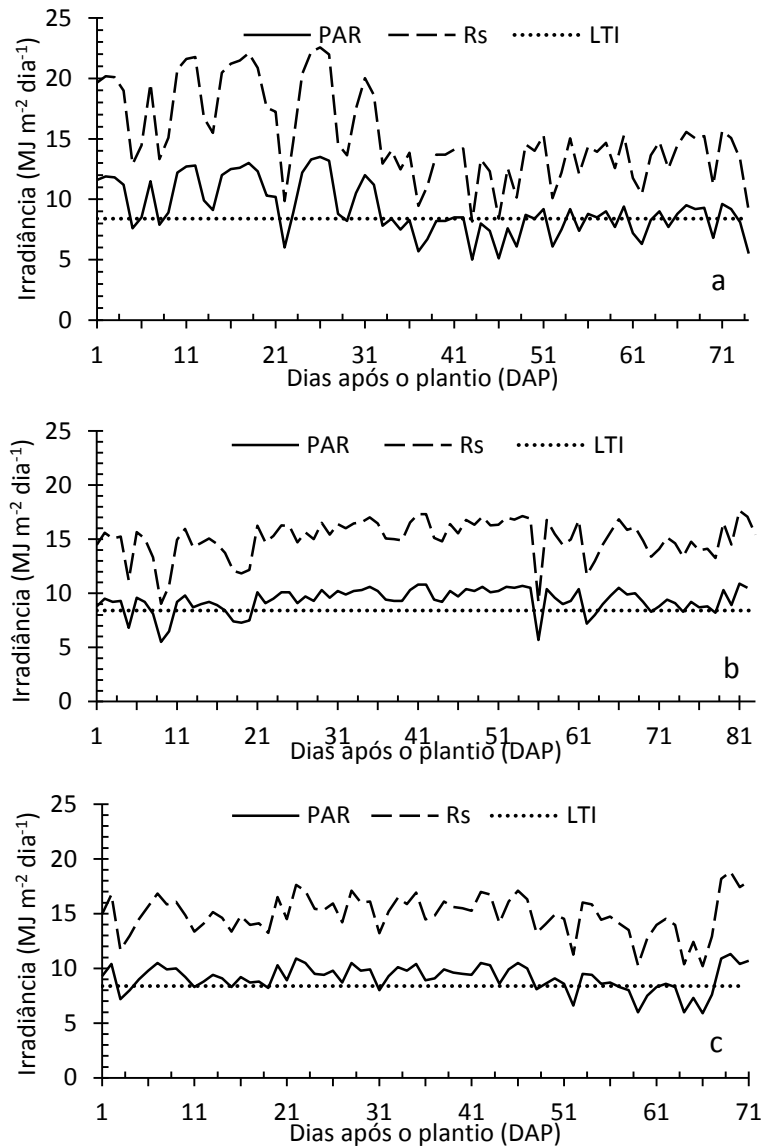 Irradiância (MJ m-2 dia-1)
PAR Rs LTI
25
20
15
10
5
0
a
1 11 21 31 41 51 61 71
Dias após o plantio (DAP)
Irradiância (MJ m-2 dia-1)
PAR Rs LTI
25
20
15
10
5
0
b
1 11 21 31 41 51 61 71 81
Dias após o plantio (DAP)
Irradiância (MJ m-2 dia-1)
PAR Rs LTI
25
20
15
10
5
0
c
1 11 21 31 41 51 61 71
Dias após o plantio (DAP)